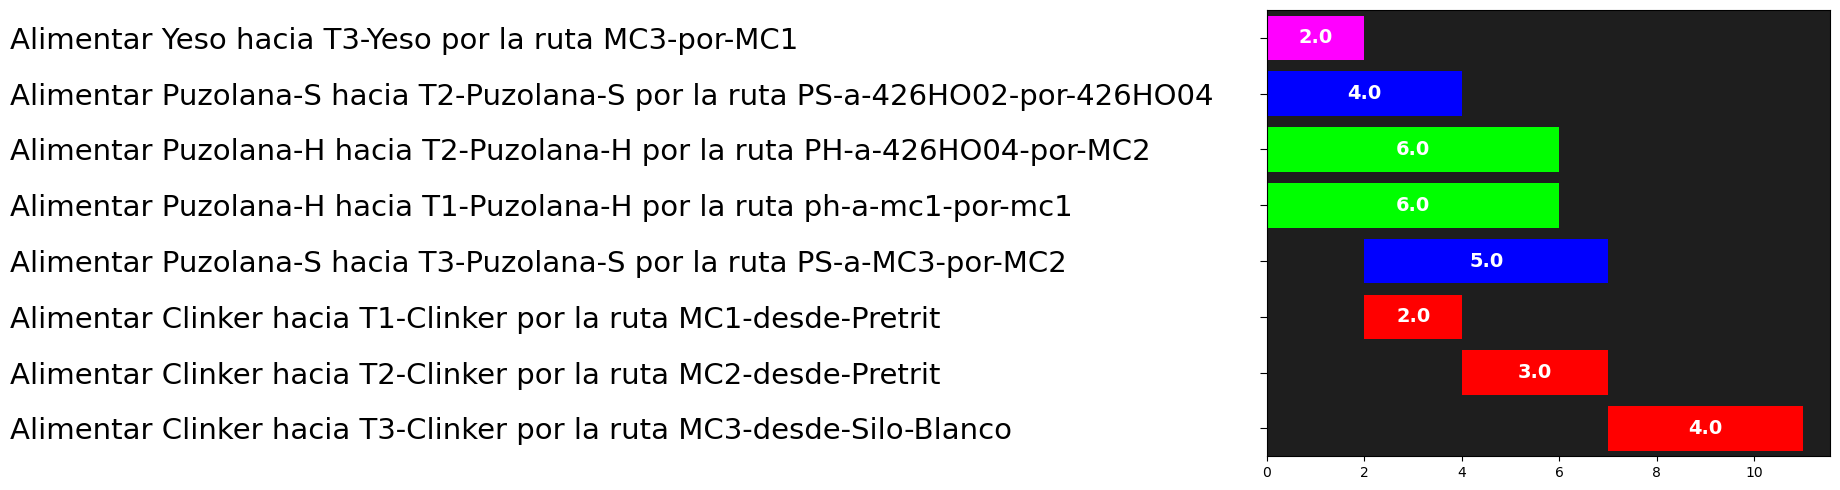 Alimentar Yeso hacia T3-Yeso por la ruta MC3-por-MC1
2.0
Alimentar Puzolana-S hacia T2-Puzolana-S por la ruta PS-a-426HO02-por-426HO04
4.0
Alimentar Puzolana-H hacia T2-Puzolana-H por la ruta PH-a-426HO04-por-MC2
6.0
Alimentar Puzolana-H hacia T1-Puzolana-H por la ruta ph-a-mc1-por-mc1
6.0
Alimentar Puzolana-S hacia T3-Puzolana-S por la ruta PS-a-MC3-por-MC2
5.0
Alimentar Clinker hacia T1-Clinker por la ruta MC1-desde-Pretrit
2.0
Alimentar Clinker hacia T2-Clinker por la ruta MC2-desde-Pretrit
3.0
Alimentar Clinker hacia T3-Clinker por la ruta MC3-desde-Silo-Blanco
4.0
0 2 4 6 8 10